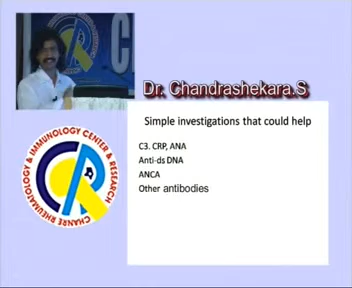 Dr. Chandrashekara.S
Simple investigations that could help
C3. CRP, ANA
Anti-ds DNA
ANCA
Other antibodies
CHANRE RHEUMATOLOGY & IMMUNOLOGY CENTER & RESEARCH